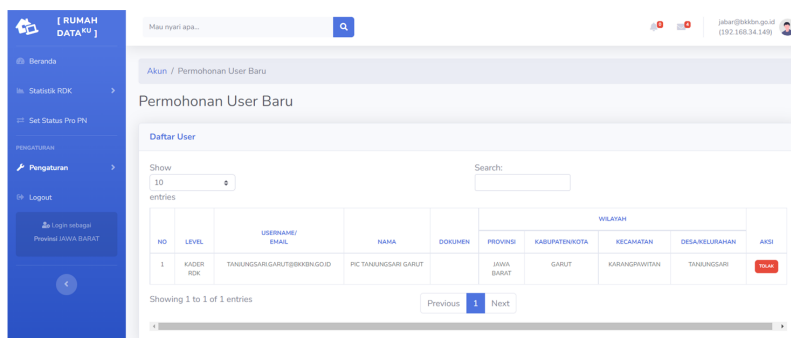 [ RUMAH
DATAKU ]
Mau nyari apa...
jabar@bkkbn.go.id
(192.168.34.149)
Beranda
Statistik RDK
Set Status Pro PN
PENGATURAN
Pengaturan
Logout
Login sebagai
Provinsi JAWA BARAT
Akun / Permohonan User Baru
Permohonan User Baru
Daftar User
Show
10
entries
Search:
WILAYAH
NO LEVEL USERNAME/ EMAIL NAMA DOKUMEN PROVINSI KABUPATEN/KOTA KECAMATAN DESA/KELURAHAN AKSI
1 KADER RDK TANJUNGSARI.GARUT@BKKBN.GO.ID PIC TANJUNGSARI GARUT JAWA BARAT GARUT KARANGPAWITAN TANJUNGSARI TOLAK
Showing 1 to 1 of 1 entries
Previous 1 Next